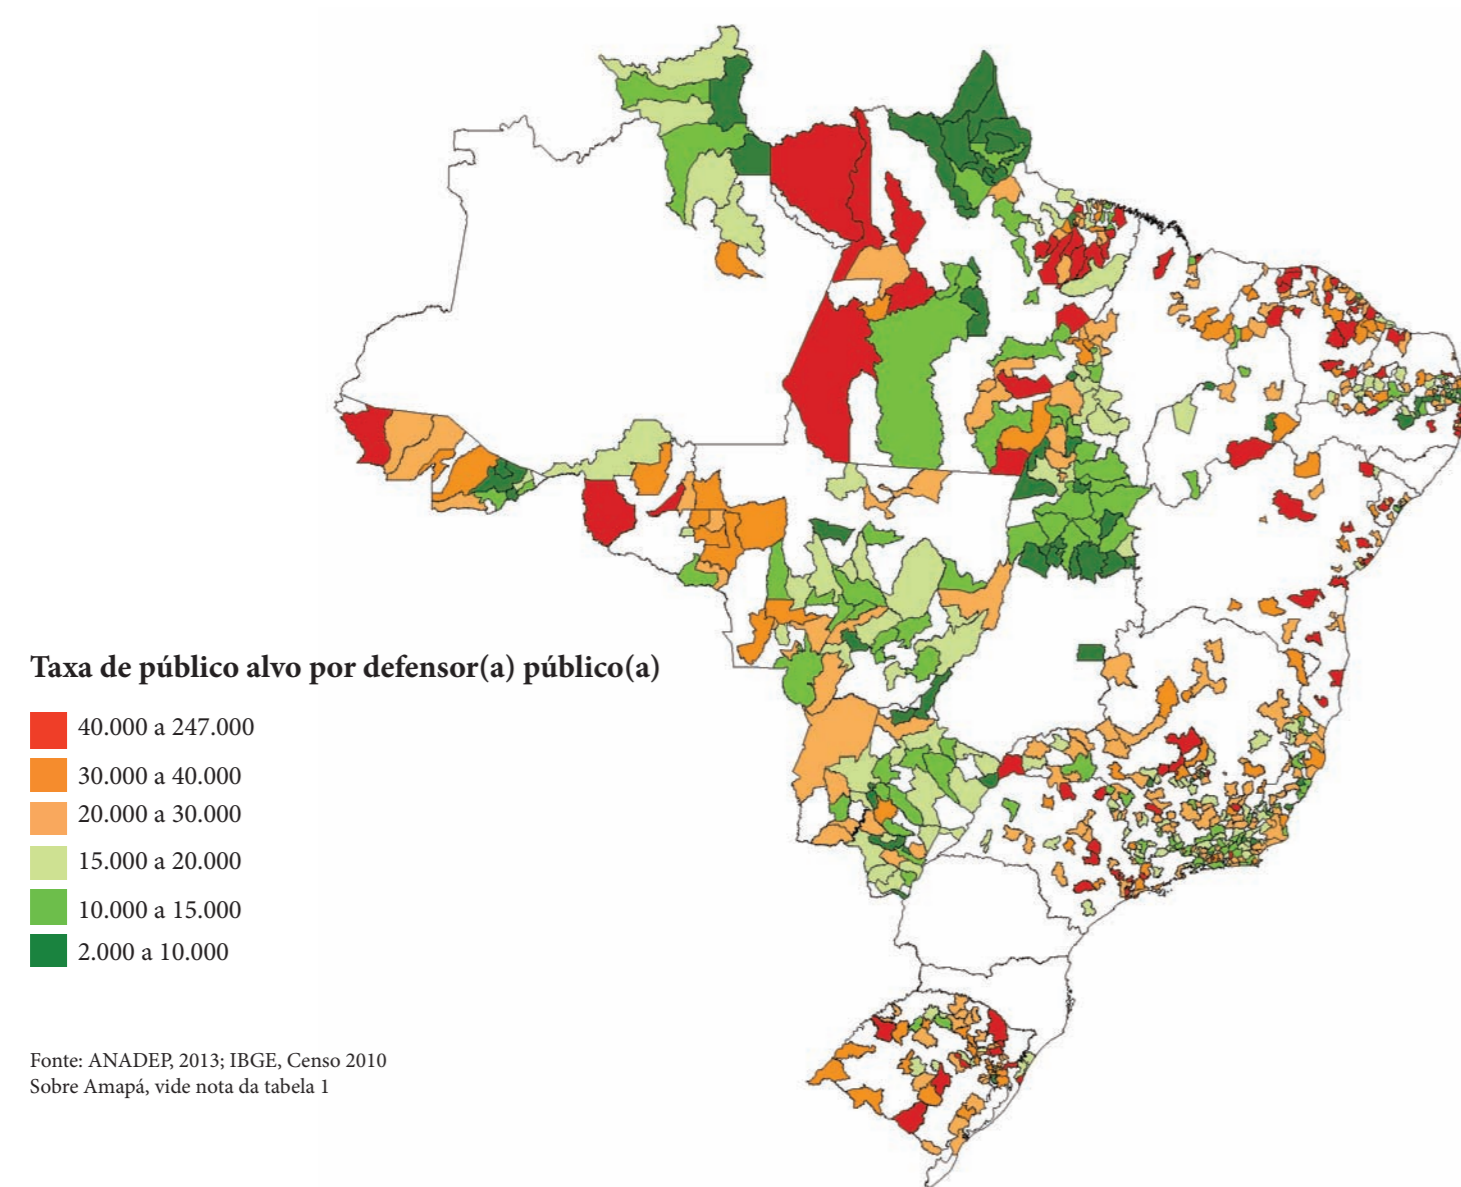 Taxa de público alvo por defensor(a) público(a)
40.000 a 247.000
30.000 a 40.000
20.000 a 30.000
15.000 a 20.000
10.000 a 15.000
2.000 a 10.000
Fonte: ANADEP, 2013; IBGE, Censo 2010
Sobre Amapá, vide nota da tabela 1